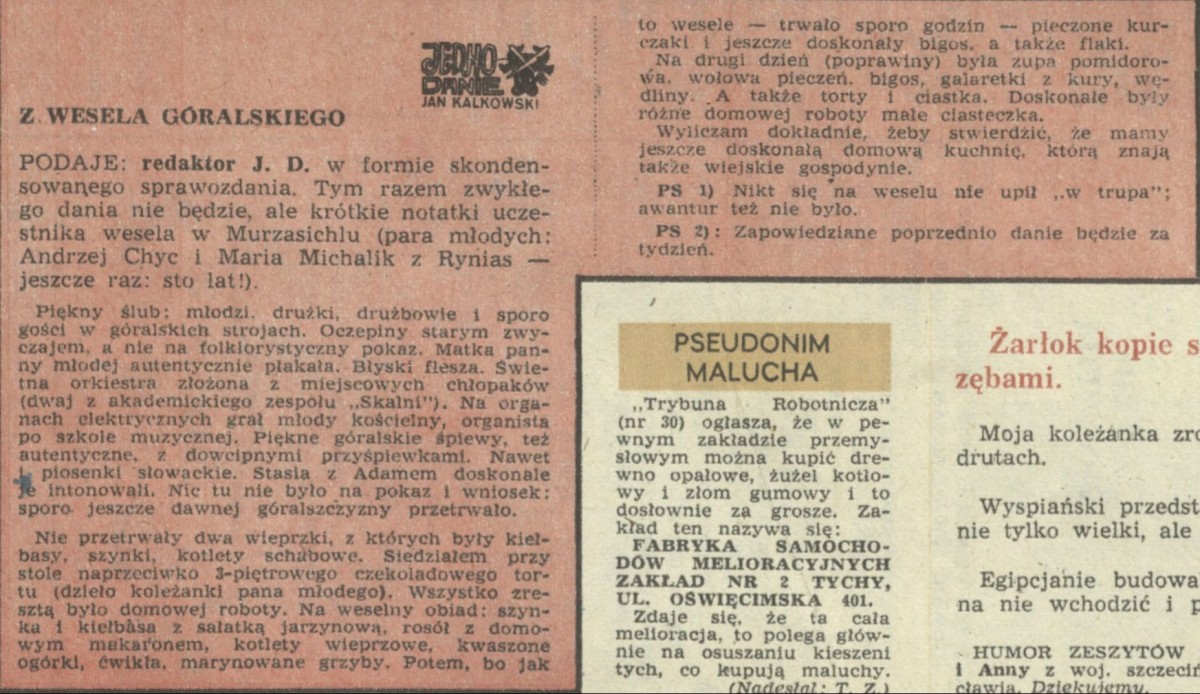 JEDNO
DANIE
JAN KALKOWSKI
Z WESELA GÓRALSKIEGO
PODAJE: redaktor J. D. w formie skonden-
sowanego sprawozdania. Tym razem zwykłe-
go dania nie będzie, ale krótkie notatki ucze-
stnika wesela w Murzasichlu (para młodych:
Andrzej Chyc i Maria Michalik z Rynias —
jeszcze raz: sto lat!).
Piękny ślub: młodzi, drużki, drużbowie i sporo
gości w góralskich strojach. Oczepiny starym zwy-
czajem, a nie na folklorystyczny pokaz. Matka pan-
ny młodej autentycznie płakała. Błyski flesza. Świe-
tna orkiestra złożona z miejscowych chłopaków
(dwaj z akademickiego zespołu „Skalni"). Na orga-
nach elektrycznych grał młody kościelny, organista
po szkole muzycznej. Piękne góralskie śpiewy, też
autentyczne, z dowcipnymi przyśpiewkami. Nawet
i piosenki słowackie. Stasia z Adamem doskonale
je intonowali. Nic tu nie było na pokaz i wniosek:
sporo jeszcze dawnej góralszczyzny przetrwało.
Nie przetrwały dwa wieprzki, z których były kieł-
basy, szynki, kotlety schabowe. Siedziałem przy
stole naprzeciwko 3-piętrowego czekoladowego tor-
tu (dzieło koleżanki pana młodego). Wszystko zre-
sztą było domowej roboty. Na weselny obiad: szyn-
ka i kiełbasa z sałatką jarzynową, rosół z domo-
wym makaronem, kotlety wieprzowe, kwaszone
ogórki, ćwikła, marynowane grzyby. Potem, bo jak
to wesele — trwało sporo godzin — pieczone kur-
czaki i jeszcze doskonały bigos, a także flaki.
Na drugi dzień (poprawiny) była zupa pomidoro-
wa, wołowa pieczeń, bigos, galaretki z kury, wę-
dliny. A także torty i ciastka. Doskonałe były
różne domowej roboty małe ciasteczka.
Wyliczam dokładnie, żeby stwierdzić, że mamy
jeszcze doskonałą domową kuchnię, którą znają
także wiejskie gospodynie.
PS 1) Nikt się na weselu nie upił „w trupa";
awantur też nie było.
PS 2): Zapowiedziane poprzednio danie będzie za
tydzień.
PSEUDONIM
MALUCHA
„Trybuna Robotnicza"
(nr 30) ogłasza, że w pe-
wnym zakładzie przemy-
słowym można kupić dre-
wno opałowe, żużel kotło-
wy i złom gumowy i to
dosłownie za grosze. Za-
kład ten nazywa się:
FABRYKA SAMOCHO-
DÓW MELIORACYJNYCH
ZAKŁAD NR 2 TYCHY,
UL. OŚWIĘCIMSKA 401.
Zdaje się, że ta cała
melioracja, to polega głów-
nie na osuszaniu kieszeni
tych, co kupują maluchy.
(Nadesłał: T. Z.)
Żarłok kopie s
zębami.
Moja koleżanka zro
drutach.
Wyspiański przedst
nie tylko wielki, ale
Egipcjanie budowa
na nie wchodzić i p
HUMOR ZESZYTÓW
i Anny z woj. szczeciń
cławia. Dziękujemy.